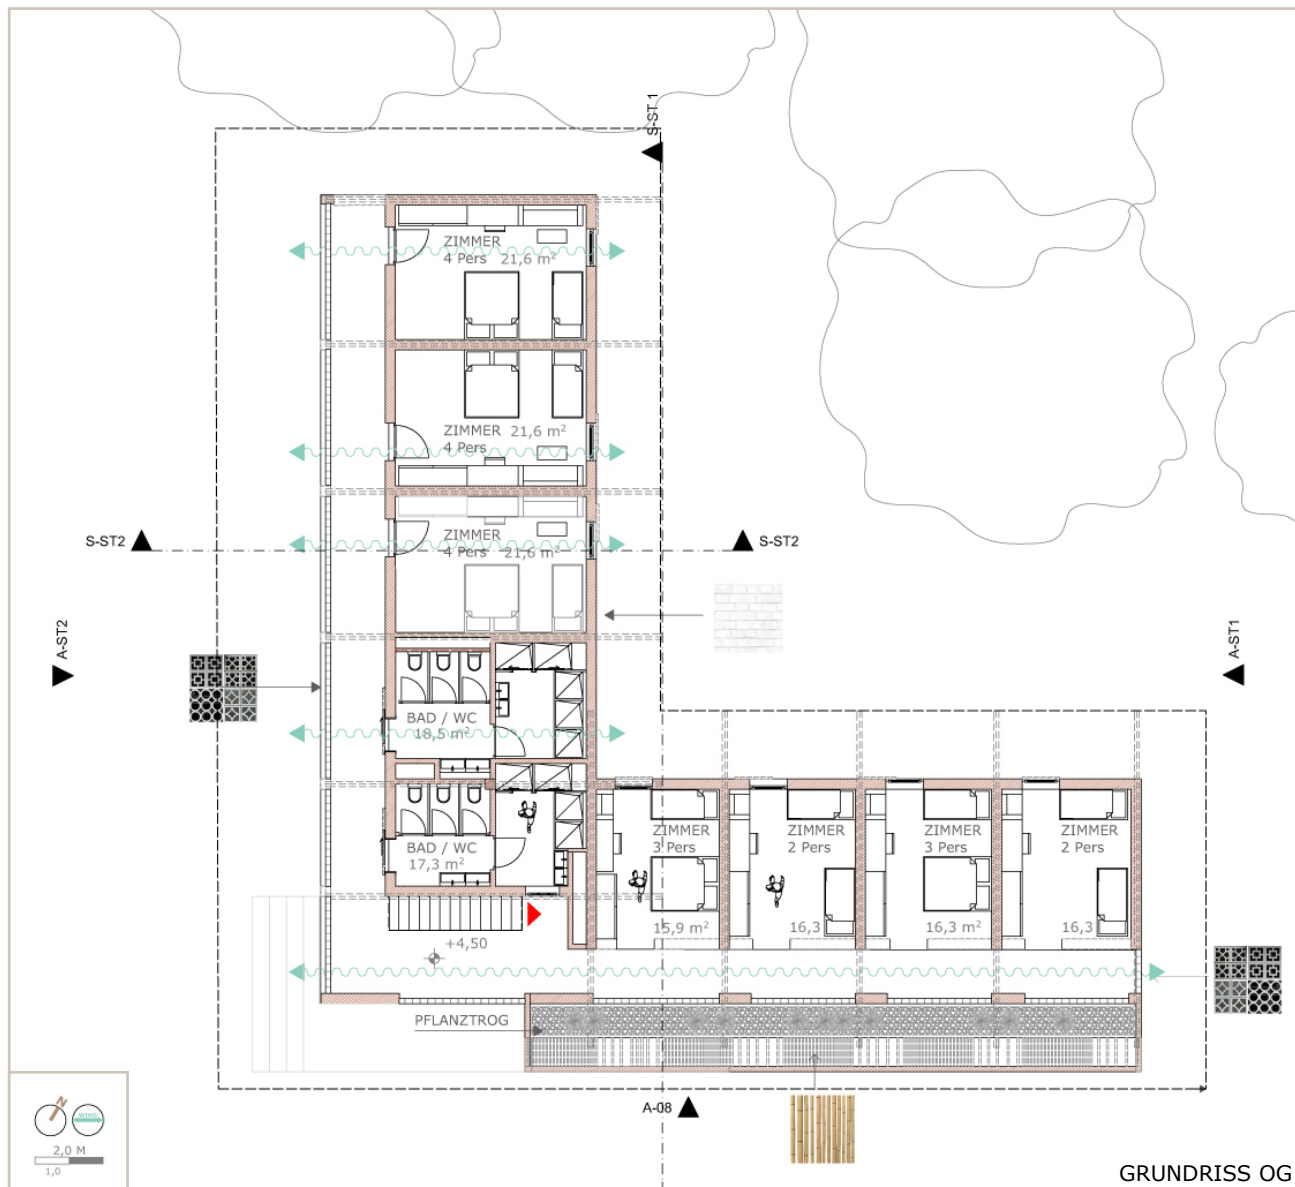 S-ST 1
ZIMMER
4 Pers 21,6 m²
ZIMMER 21,6 m²
4 Pers
ZIMMER
4 Pers 21,6 m²
S-ST2
S-ST2
A-ST2
A-ST1
BAD / WC
18,5 m²
BAD / WC
17,3 m²
ZIMMER
3 Pers
15,9 m²
ZIMMER
2 Pers
16,3
ZIMMER
3 Pers
16,3 m²
ZIMMER
2 Pers
16,3
+4,50
PFLANZTROG
A-08
N
WIND
2,0 M
1,0
GRUNDRISS OG